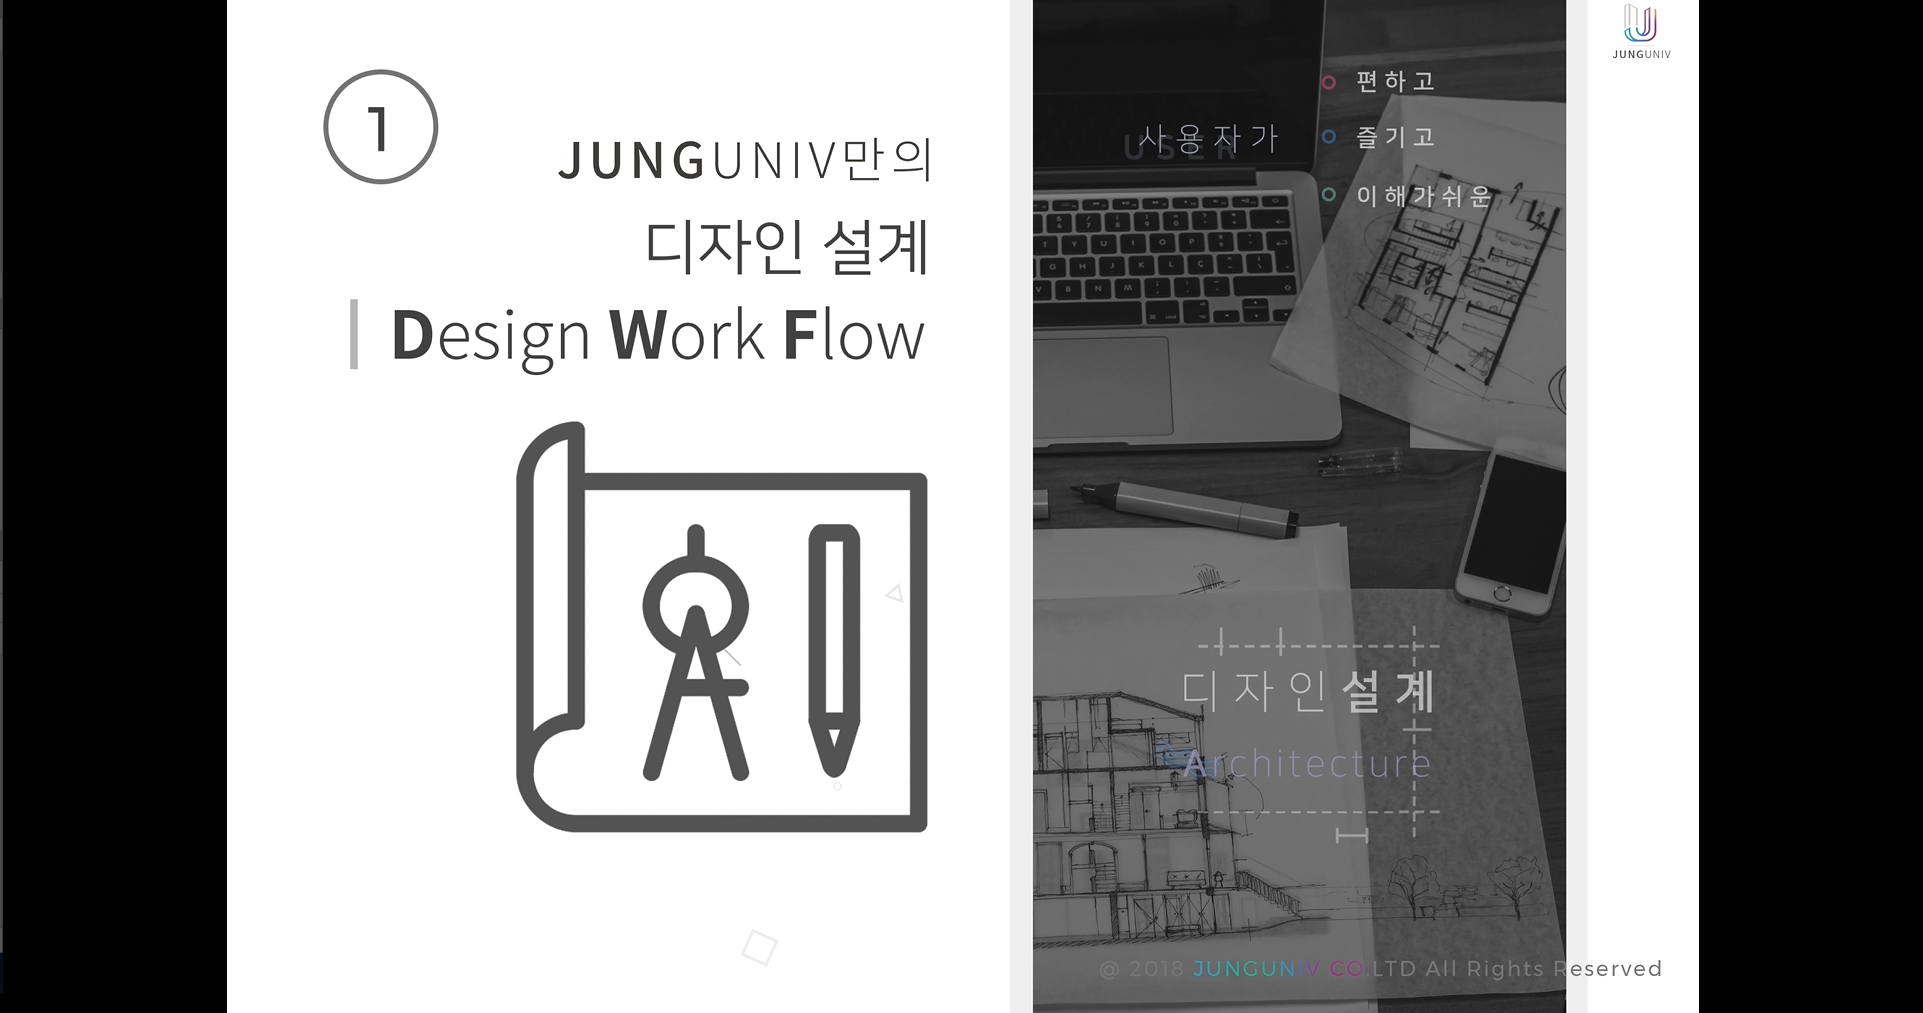 1
JUNGUNIV만의
디자인 설계
Design Work Flow
사용자가
USER
편하고
즐기고
이해가쉬운
디자인설계
Architecture
JUNGUNIV
@ 2018 JUNGUNIV CO.LTD All Rights Reserved